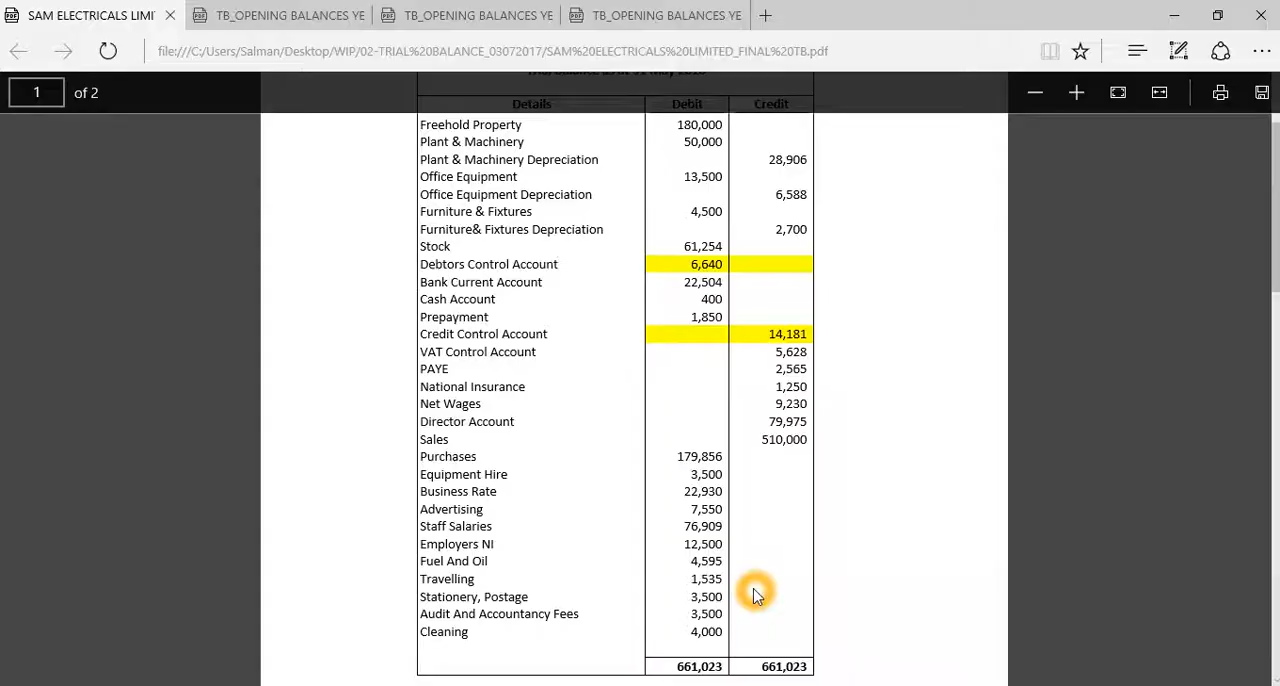 SAM ELECTRICALS LIMI
TB_OPENING BALANCES YE
TB_OPENING BALANCES YE
TB_OPENING BALANCES YE
file:///C:/Users/Salman/Desktop/WIP/02-TRIAL%20BALANCE_03072017/SAM%20ELECTRICALS%20LIMITED_FINAL%20TB.pdf
1 of 2
Details Debit Credit
Freehold Property 180,000
Plant & Machinery 50,000
Plant & Machinery Depreciation 28,906
Office Equipment 13,500
Office Equipment Depreciation 6,588
Furniture & Fixtures 4,500
Furniture& Fixtures Depreciation 2,700
Stock 61,254
Debtors Control Account 6,640
Bank Current Account 22,504
Cash Account 400
Prepayment 1,850
Credit Control Account 14,181
VAT Control Account 5,628
PAYE 2,565
National Insurance 1,250
Net Wages 9,230
Director Account 79,975
Sales 510,000
Purchases 179,856
Equipment Hire 3,500
Business Rate 22,930
Advertising 7,550
Staff Salaries 76,909
Employers NI 12,500
Fuel And Oil 4,595
Travelling 1,535
Stationery, Postage 3,500
Audit And Accountancy Fees 3,500
Cleaning 4,000
661,023 661,023